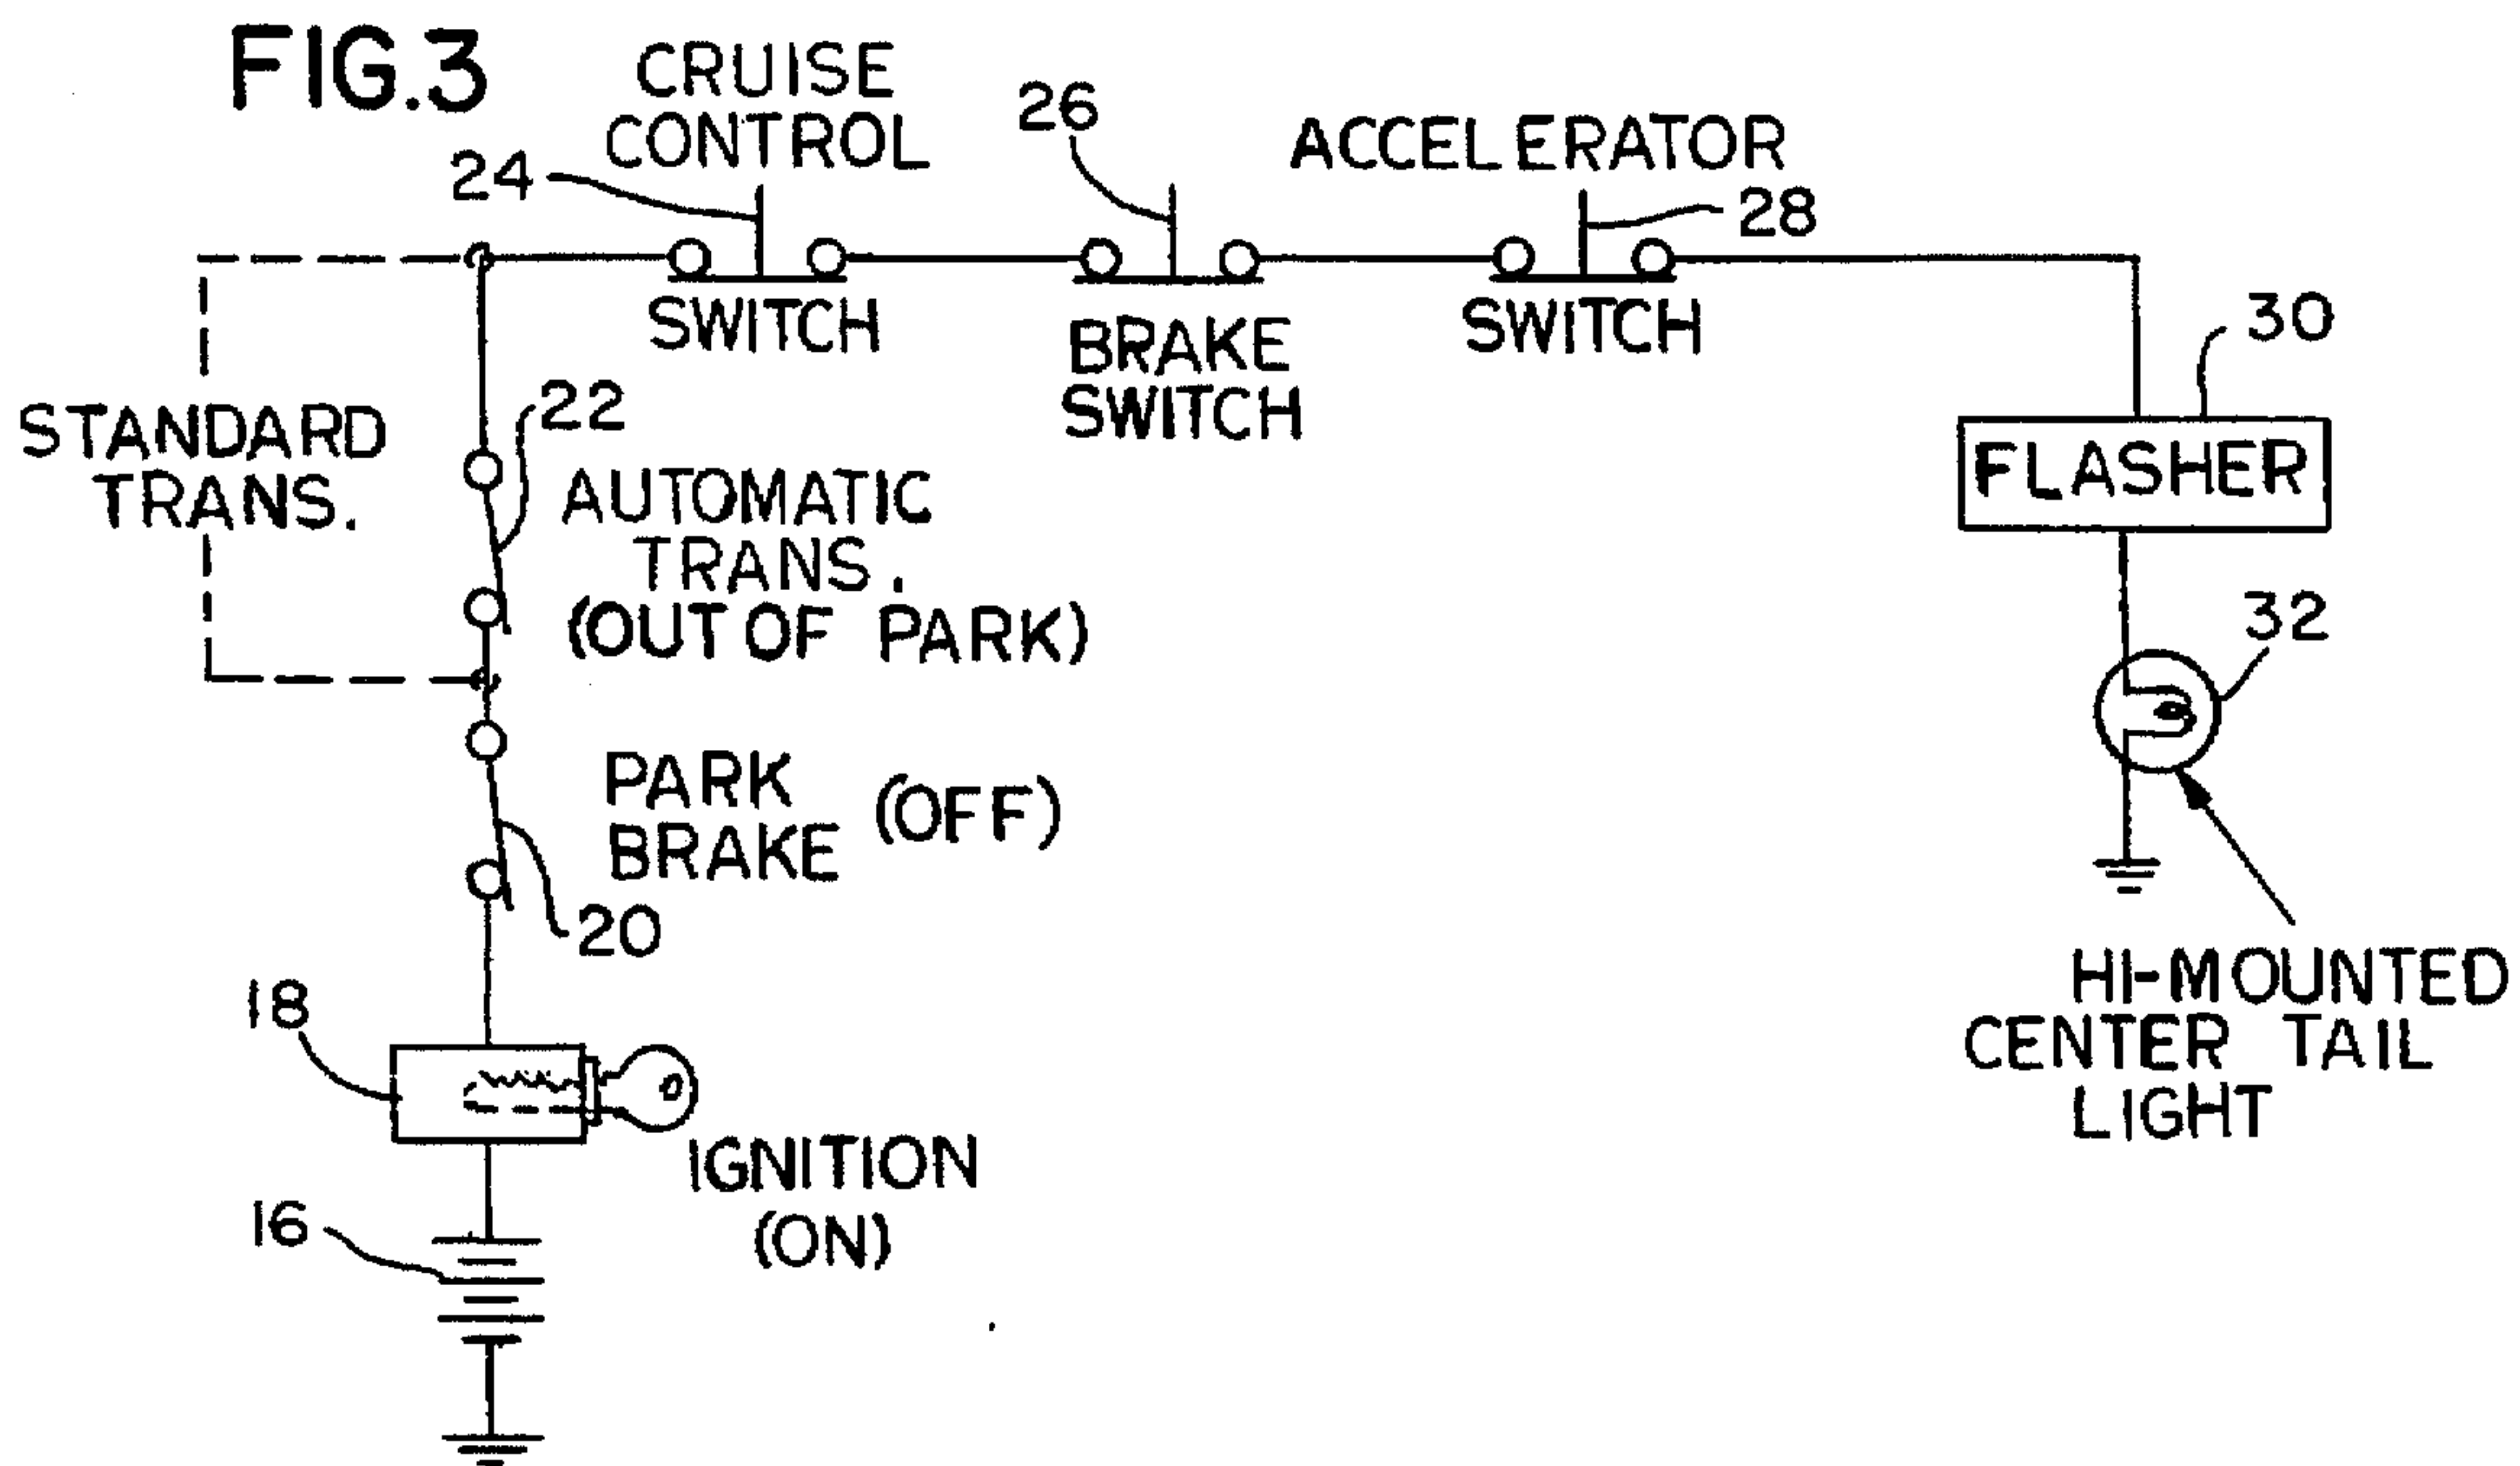 FIG.3
CRUISE
CONTROL
24
SWITCH
26
BRAKE
SWITCH
ACCELERATOR
28
SWITCH
30
FLASHER
32
HI-MOUNTED
CENTER TAIL
LIGHT
STANDARD
TRANS.
22
AUTOMATIC
TRANS.
(OUT OF PARK)
PARK
BRAKE
(OFF)
20
18
IGNITION
(ON)
16